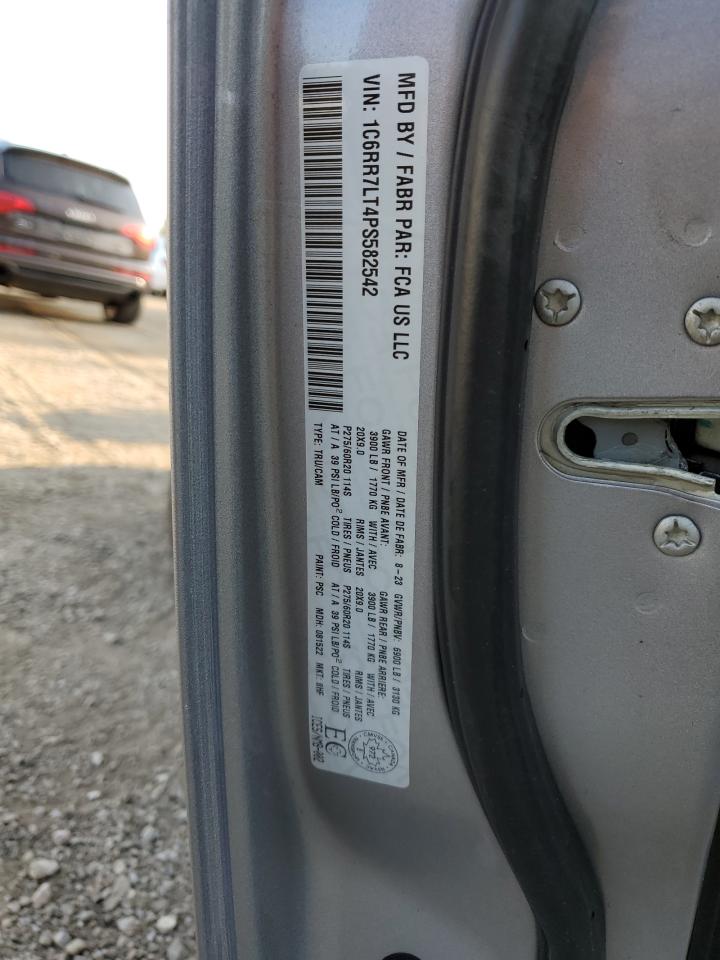 MFD BY / FABR PAR: FCA US LLC
VIN: 1C6RR7LT4PS582542
DATE OF MFR / DATE DE FABR: 8-23 GVWR/PNBV: 6900 LB / 3130 KG
GAWR FRONT / PNBE AVANT: GAWR REAR / PNBE ARRIERE:
3900 LB / 1770 KG WITH / AVEC 3900 LB / 1770 KG WITH / AVEC
20X9.0 RIMS / JANTES 20X9.0 RIMS / JANTES
P275/60R20 114S TIRES / PNEUS P275/60R20 114S TIRES / PNEUS
AT / A 39 PSI LB/PO² COLD / FROID AT / A 39 PSI LB/PO² COLD / FROID
TYPE: TRU/CAM PAINT: PSC MDH: 081522 MKT: UHF
972
EC